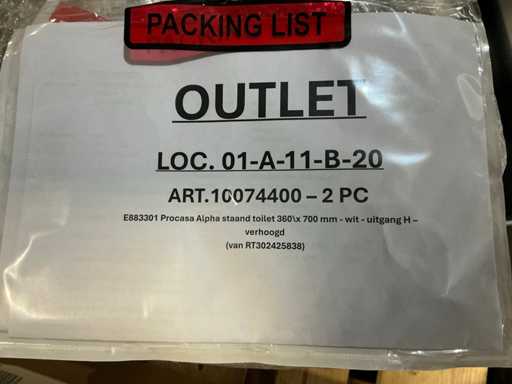 PACKING LIST
OUTLET
LOC. 01-A-11-B-20
ART.10074400 – 2 PC
E883301 Procasa Alpha staand toilet 360\x 700 mm - wit - uitgang H –
verhoogd
(van RT302425838)